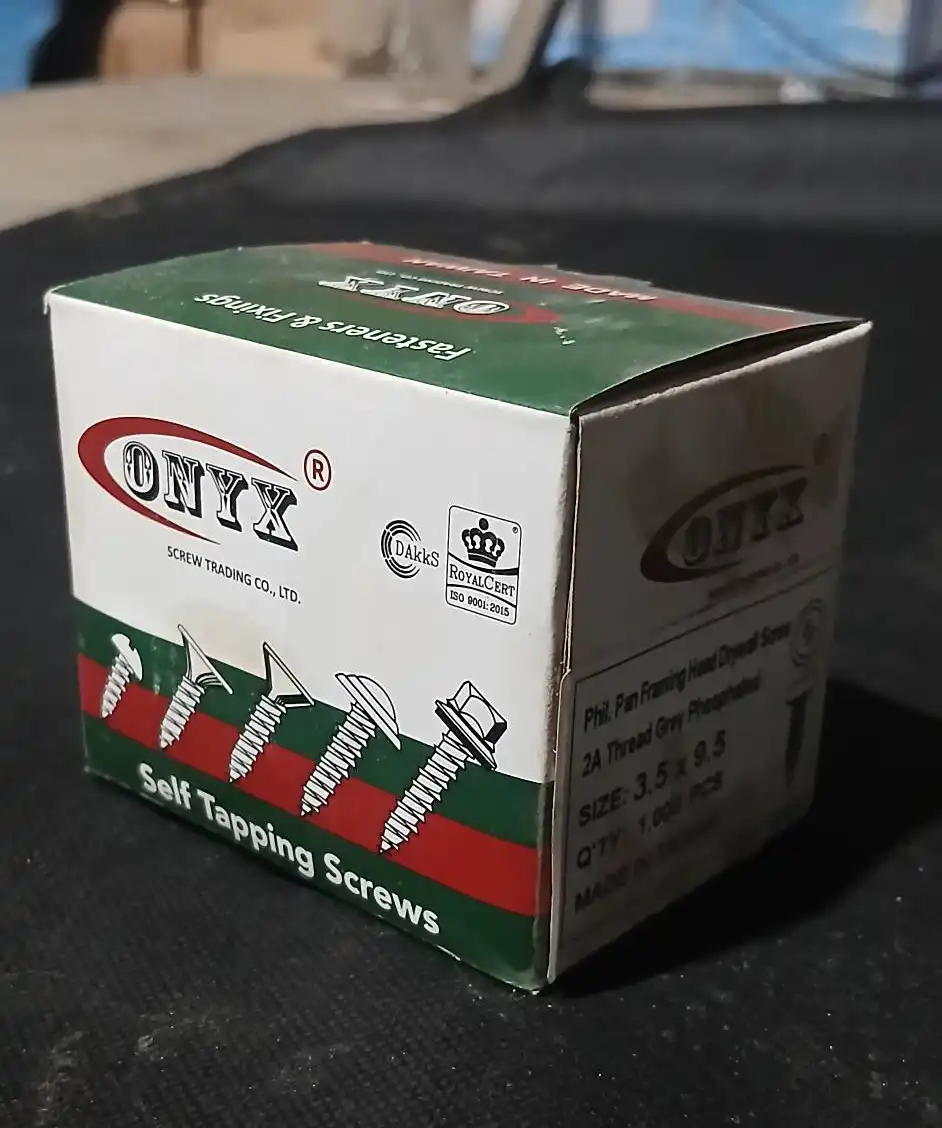 MADE IN TAIWAN
ONYX
Fasteners & Fixings
ONYX®
SCREW TRADING CO., LTD.
DAkkS
ROYALCERT
ISO 9001:2015
Self Tapping Screws
ONYX
Phil. Pan Framing Head Drywall Screw
2A Thread Grey Phosphated
SIZE: 3.5 x 9.5
Q'TY: 1,000 PCS
MADE IN